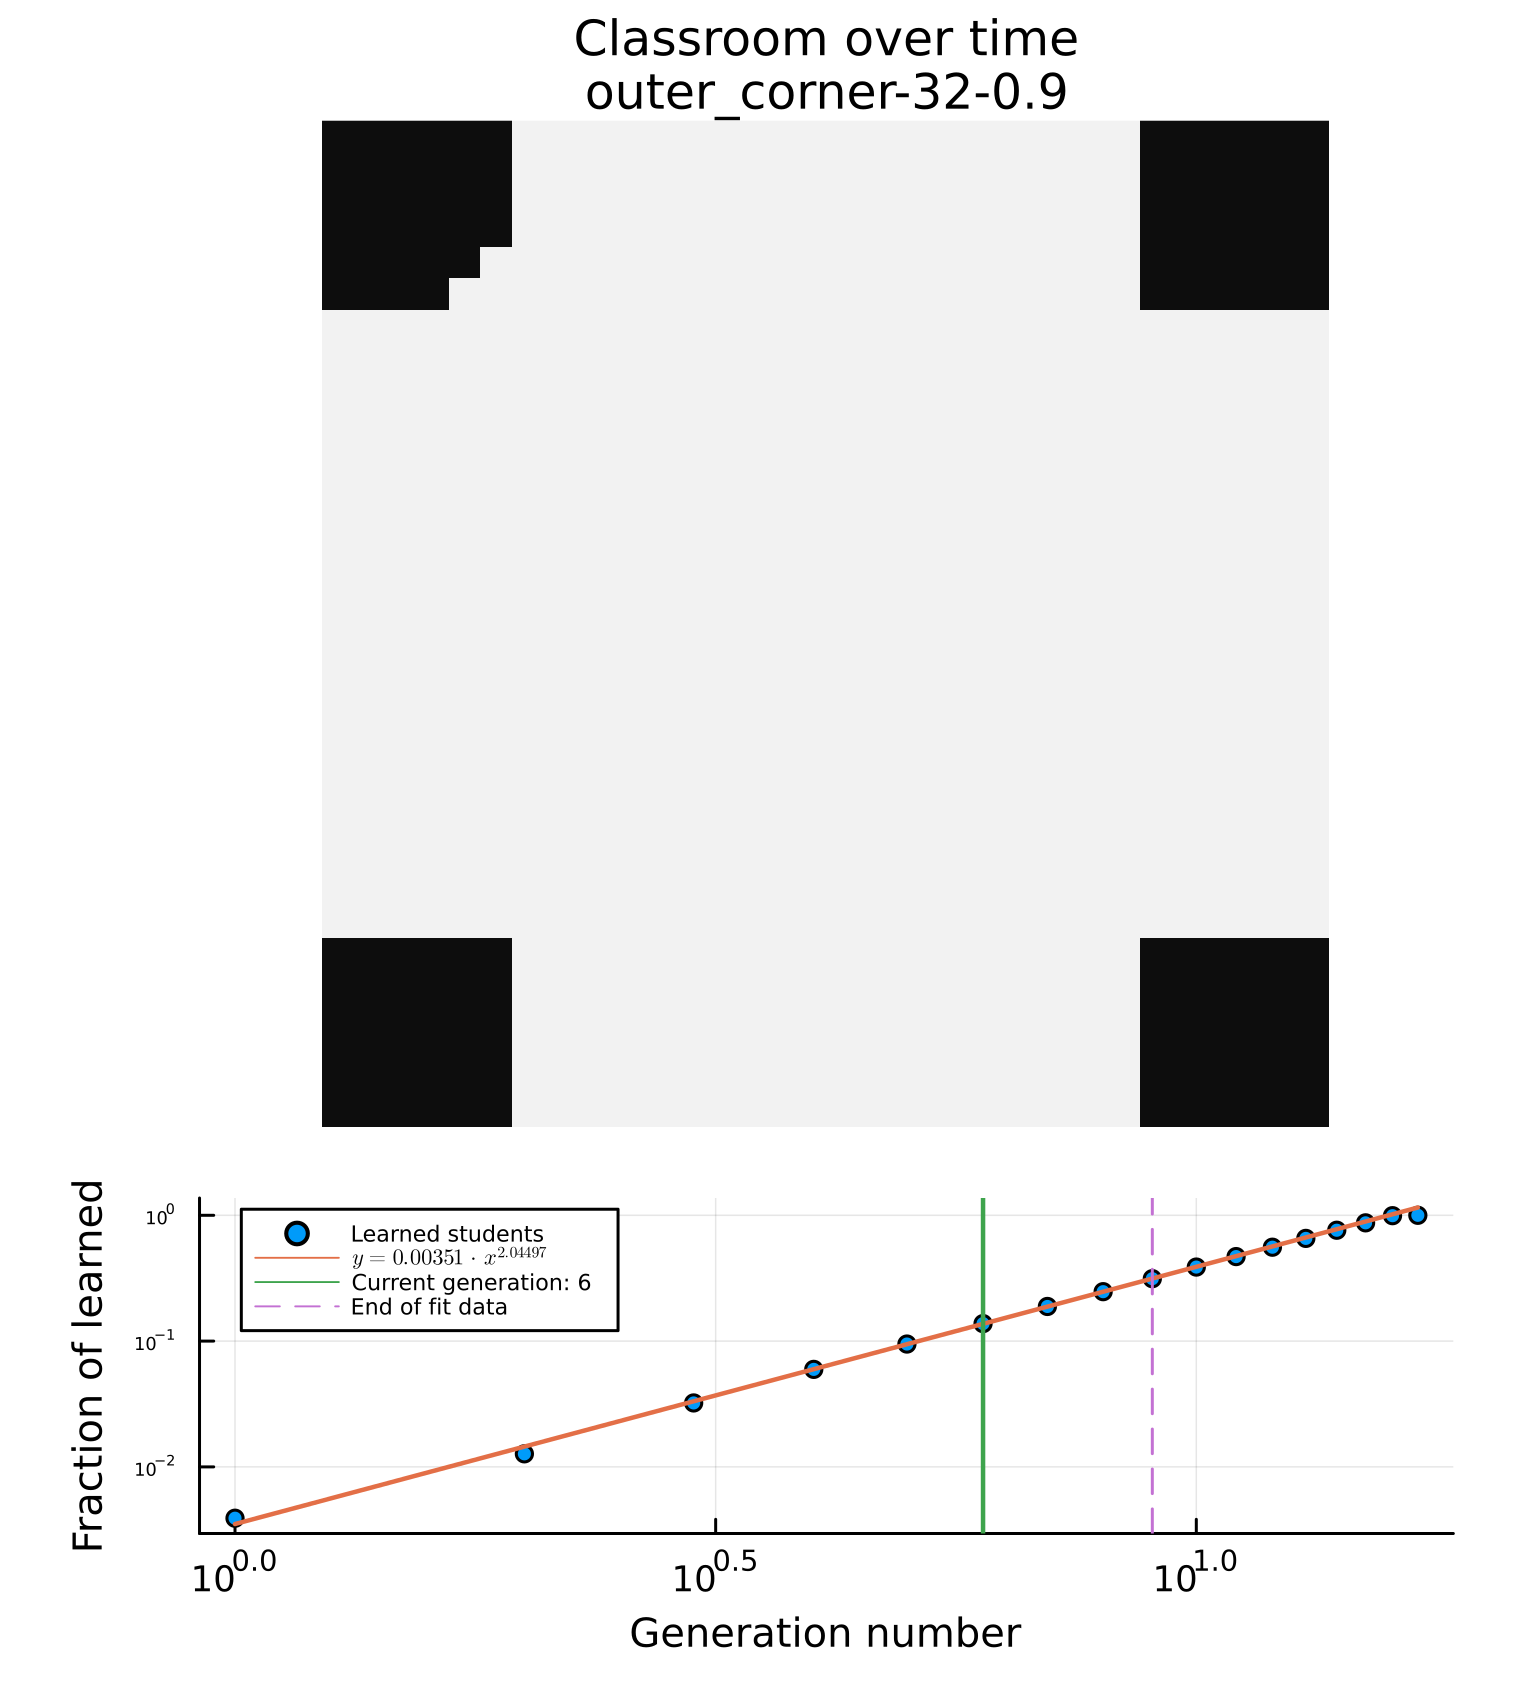 Classroom over time
outer_corner-32-0.9
Fraction of learned
10^0
10^-1
10^-2
Learned students
y = 0.00351 · x^2.04497
Current generation: 6
End of fit data
10^0.0 10^0.5 10^1.0
Generation number